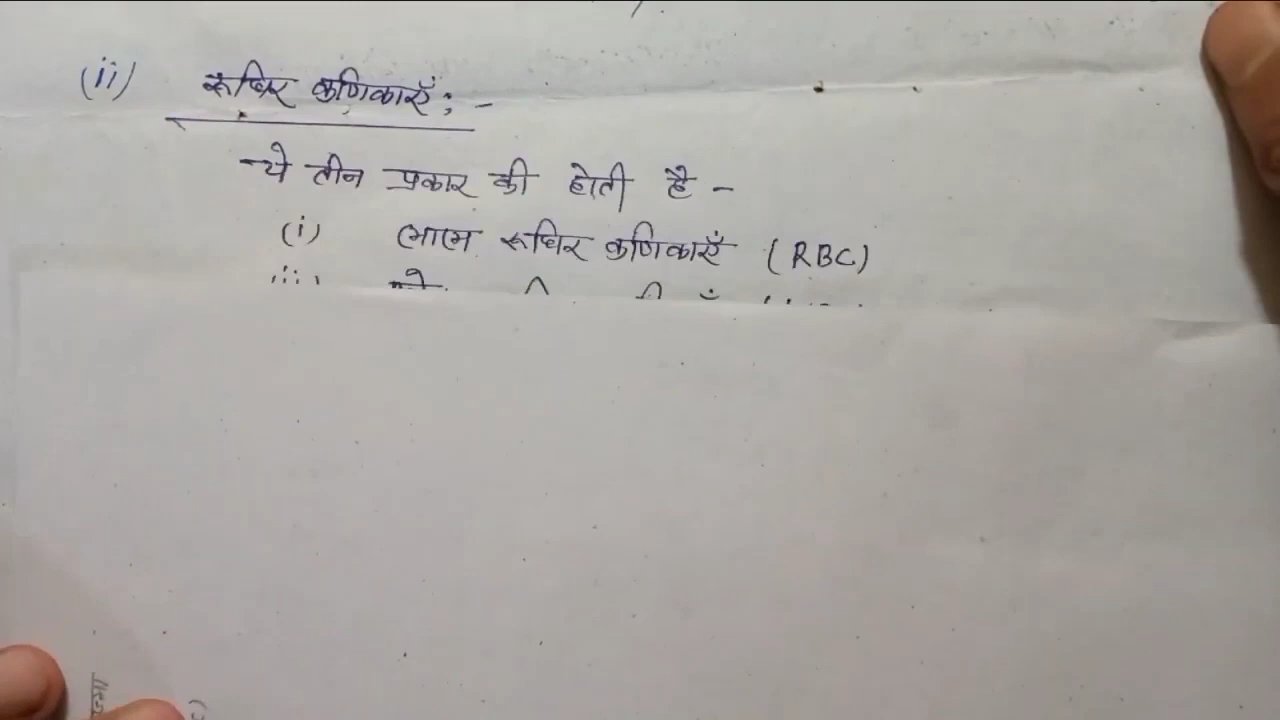 (ii) रूधिर कणिकाएँ :-
ये तीन प्रकार की होती है -
(i) लाल रूधिर कणिकाएँ (RBC)